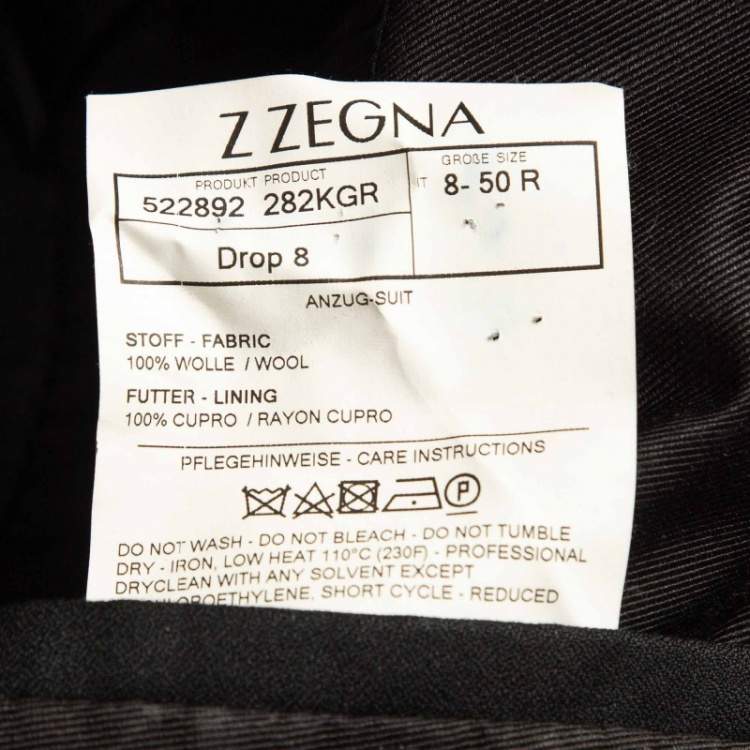 Z ZEGNA
PRODUKT PRODUCT
522892 282KGR
GRÖßE SIZE
IT 8- 50 R
Drop 8
ANZUG-SUIT
STOFF - FABRIC
100% WOLLE / WOOL
FUTTER - LINING
100% CUPRO / RAYON CUPRO
PFLEGEHINWEISE - CARE INSTRUCTIONS
P
DO NOT WASH - DO NOT BLEACH - DO NOT TUMBLE
DRY - IRON, LOW HEAT 110°C (230F) - PROFESSIONAL
DRYCLEAN WITH ANY SOLVENT EXCEPT
SHORT CYCLE - REDUCED